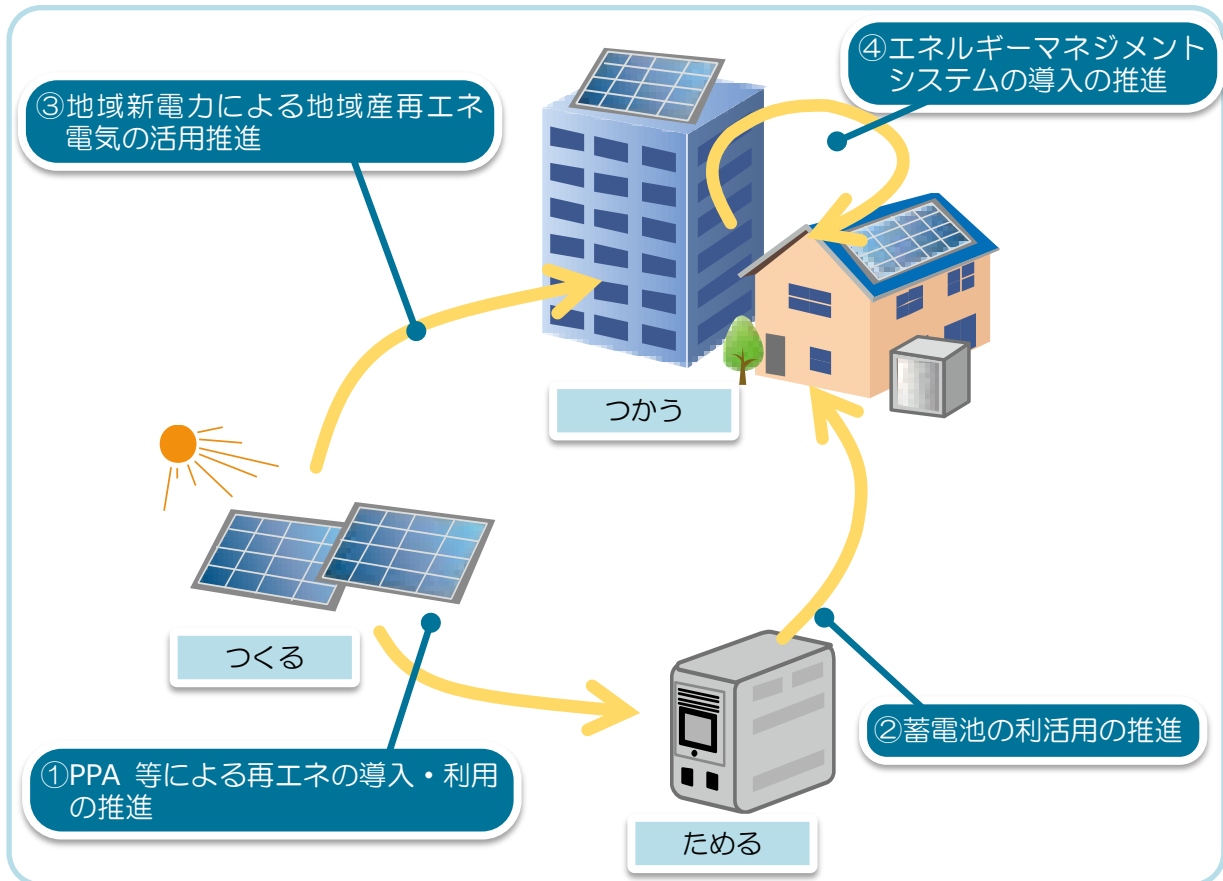 ③地域新電力による地域産再エネ
電気の活用推進
④エネルギーマネジメント
システムの導入の推進
つかう
つくる
①PPA 等による再エネの導入・利用
の推進
②蓄電池の利活用の推進
ためる